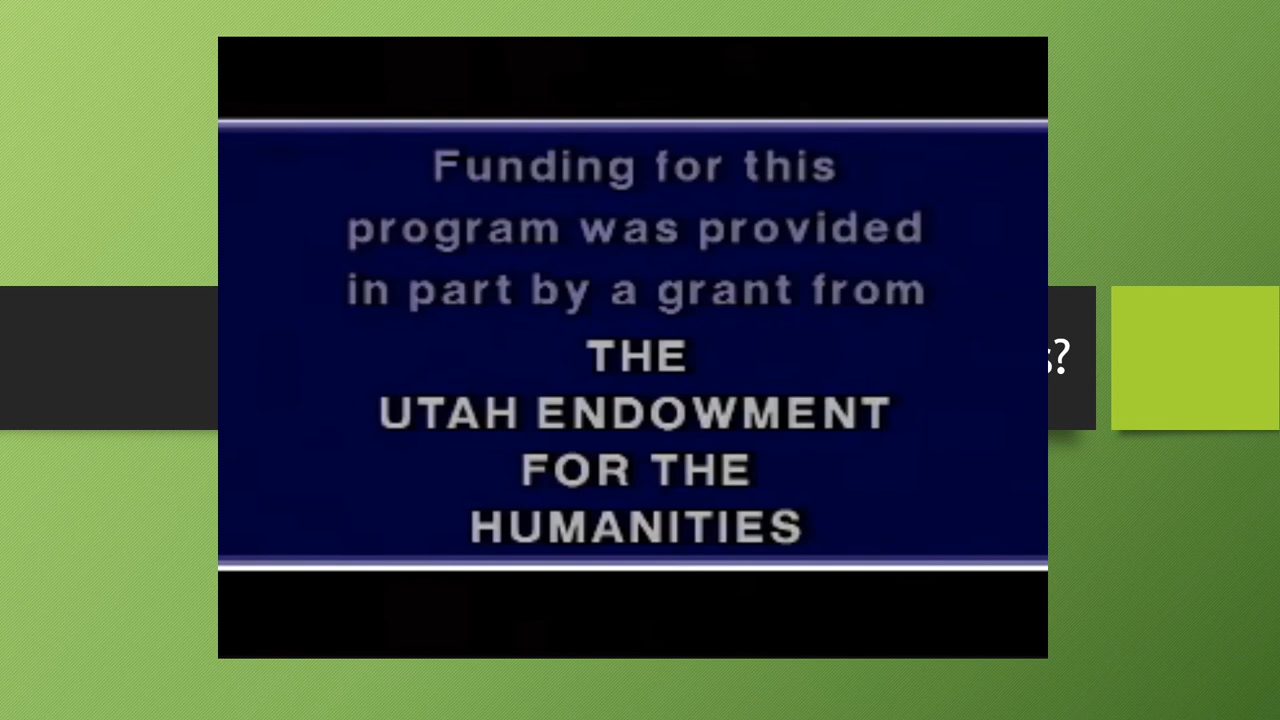 Funding for this
program was provided
in part by a grant from
THE
UTAH ENDOWMENT
FOR THE
HUMANITIES
s?